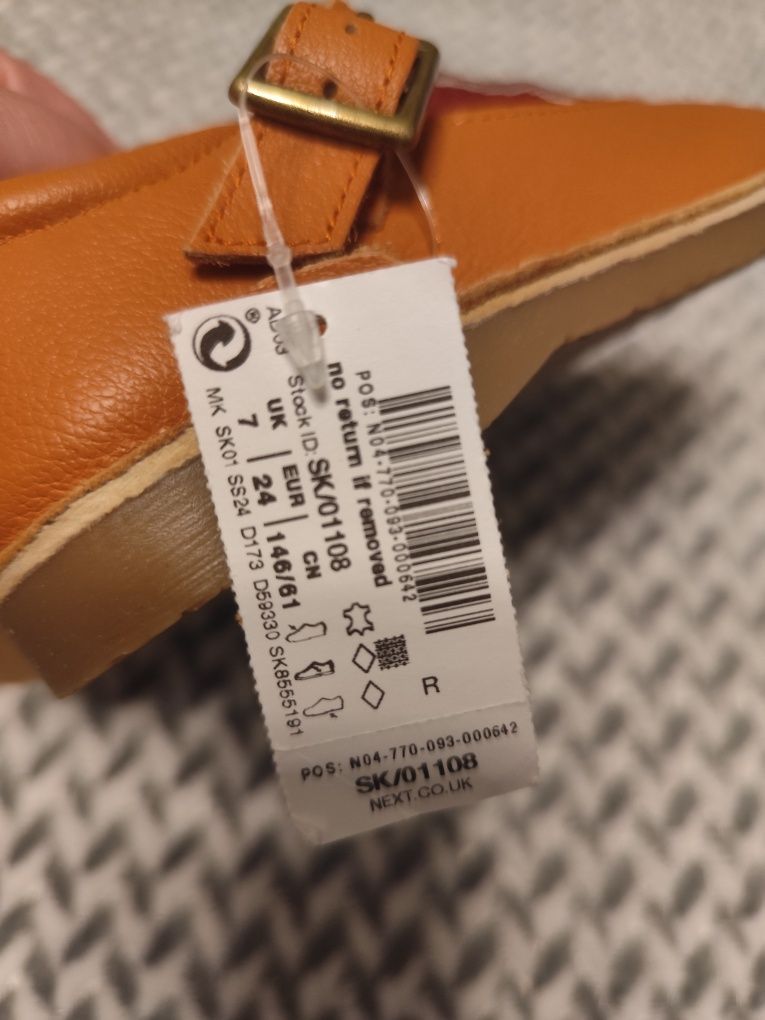 POS: N04-770-093-000642
no return if removed
Stock ID: SK/01108
UK | EUR | CN
7 | 24 | 146/61
MK SK01 SS24 D173 D59330 SK8555191
R
POS: N04-770-093-000642
SK/01108
NEXT.CO.UK